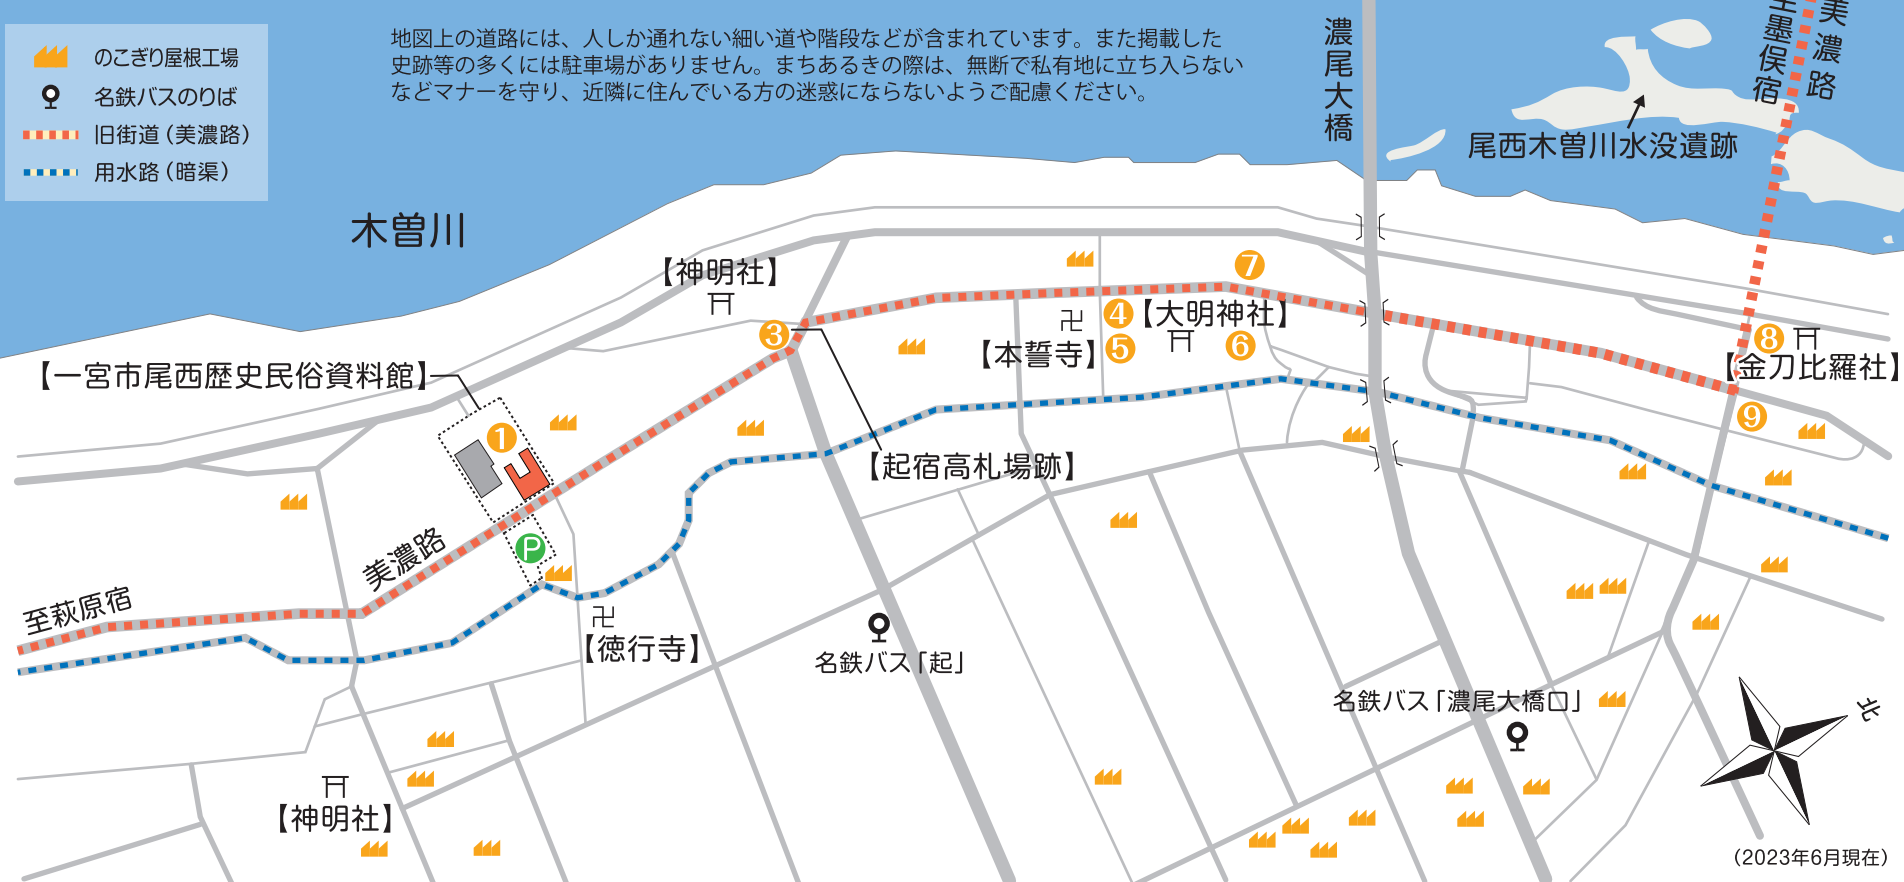 のこぎり屋根工場
名鉄バスのりば
旧街道（美濃路）
用水路（暗渠）
地図上の道路には、人しか通れない細い道や階段などが含まれています。また掲載した
史跡等の多くには駐車場がありません。まちあるきの際は、無断で私有地に立ち入らない
などマナーを守り、近隣に住んでいる方の迷惑にならないようご配慮ください。
濃尾大橋
至墨俣宿
美濃路
尾西木曽川水没遺跡
木曽川
【神明社】
7
3
4
【大明神社】
5
6
【本誓寺】
8
【金刀比羅社】
9
【一宮市尾西歴史民俗資料館】
1
【起宿高札場跡】
美濃路
P
至萩原宿
卍
卍
【徳行寺】
名鉄バス「起」
名鉄バス「濃尾大橋口」
北
【神明社】
（2023年6月現在）